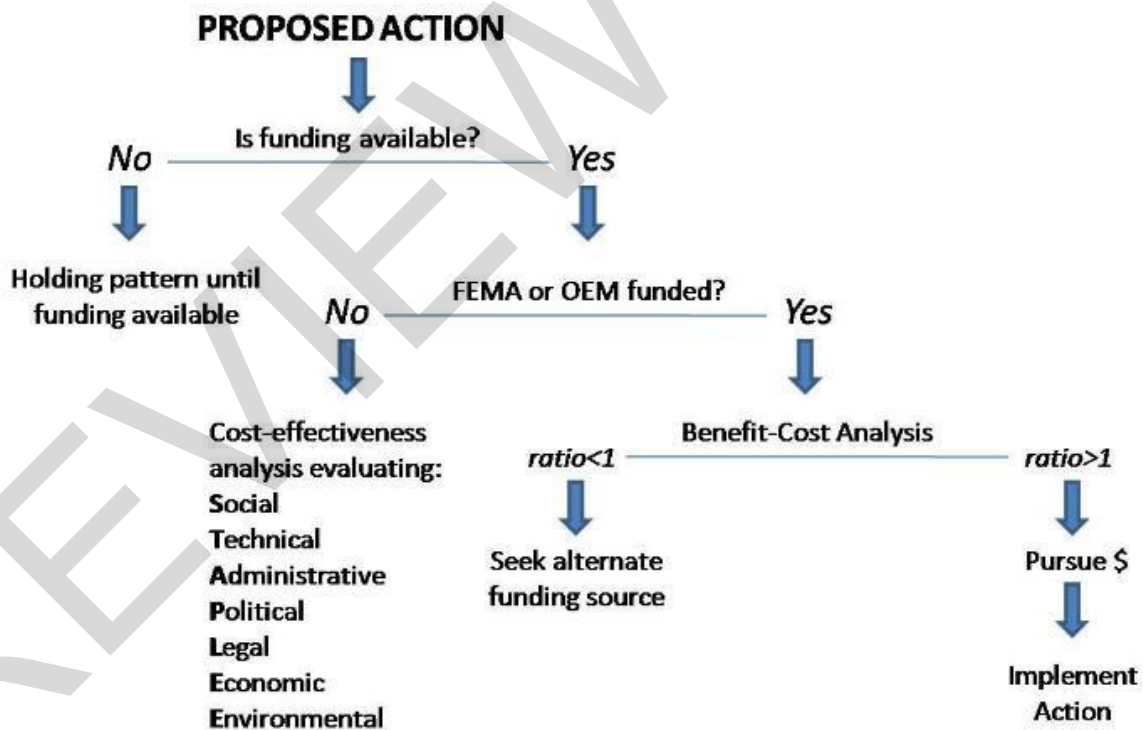 PROPOSED ACTION
Is funding available?
No
Yes
Holding pattern until
funding available
FEMA or OEM funded?
No
Yes
Cost-effectiveness
analysis evaluating:
Social
Technical
Administrative
Political
Legal
Economic
Environmental
Benefit-Cost Analysis
ratio<1
ratio>1
Seek alternate
funding source
Pursue $
Implement
Action
REVIEW